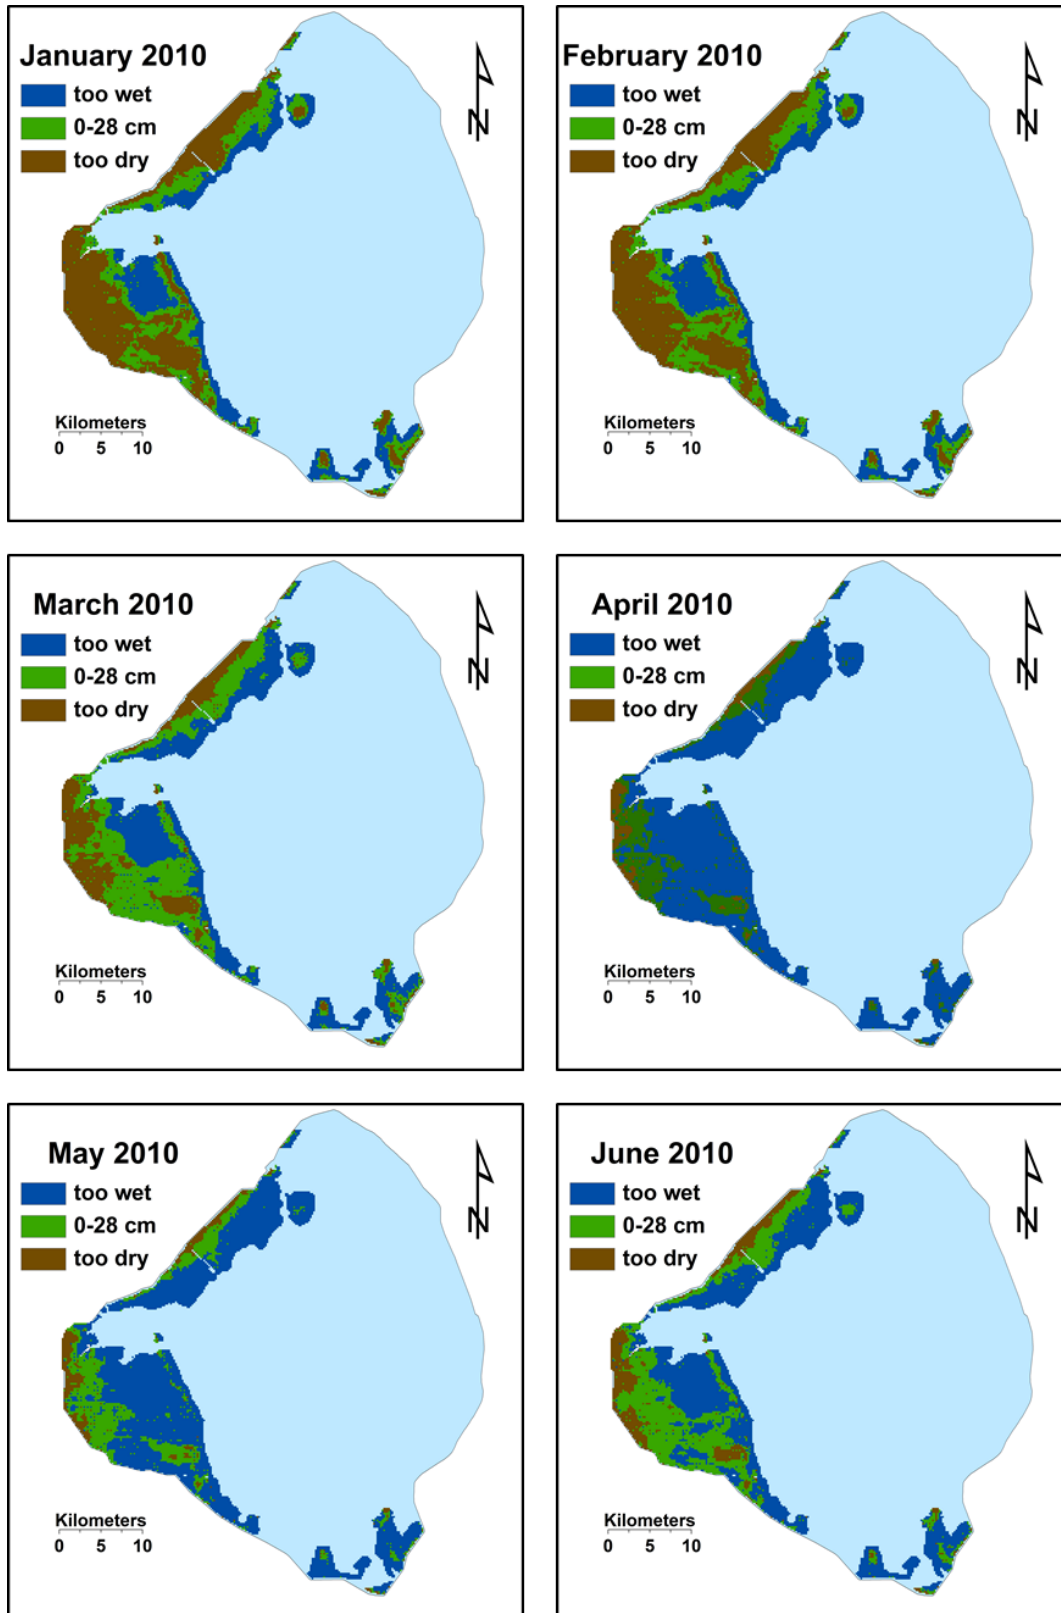 January 2010
too wet
0-28 cm
too dry
N
Kilometers
0 5 10
February 2010
too wet
0-28 cm
too dry
N
Kilometers
0 5 10
March 2010
too wet
0-28 cm
too dry
N
Kilometers
0 5 10
April 2010
too wet
0-28 cm
too dry
N
Kilometers
0 5 10
May 2010
too wet
0-28 cm
too dry
N
Kilometers
0 5 10
June 2010
too wet
0-28 cm
too dry
N
Kilometers
0 5 10